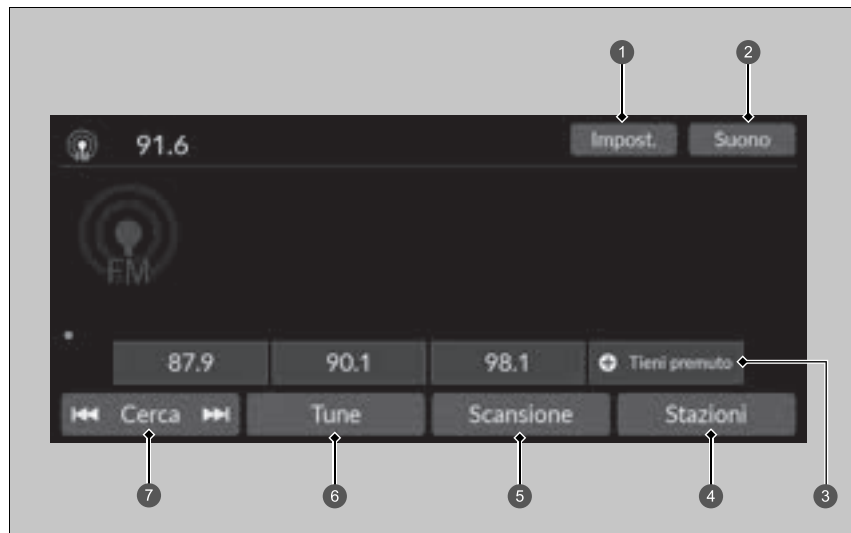 1 2
91.6 Impost. Suono
FM
87.9 90.1 98.1 Tieni premuto
Cerca Tune Scansione Stazioni
7 6 5 4 3